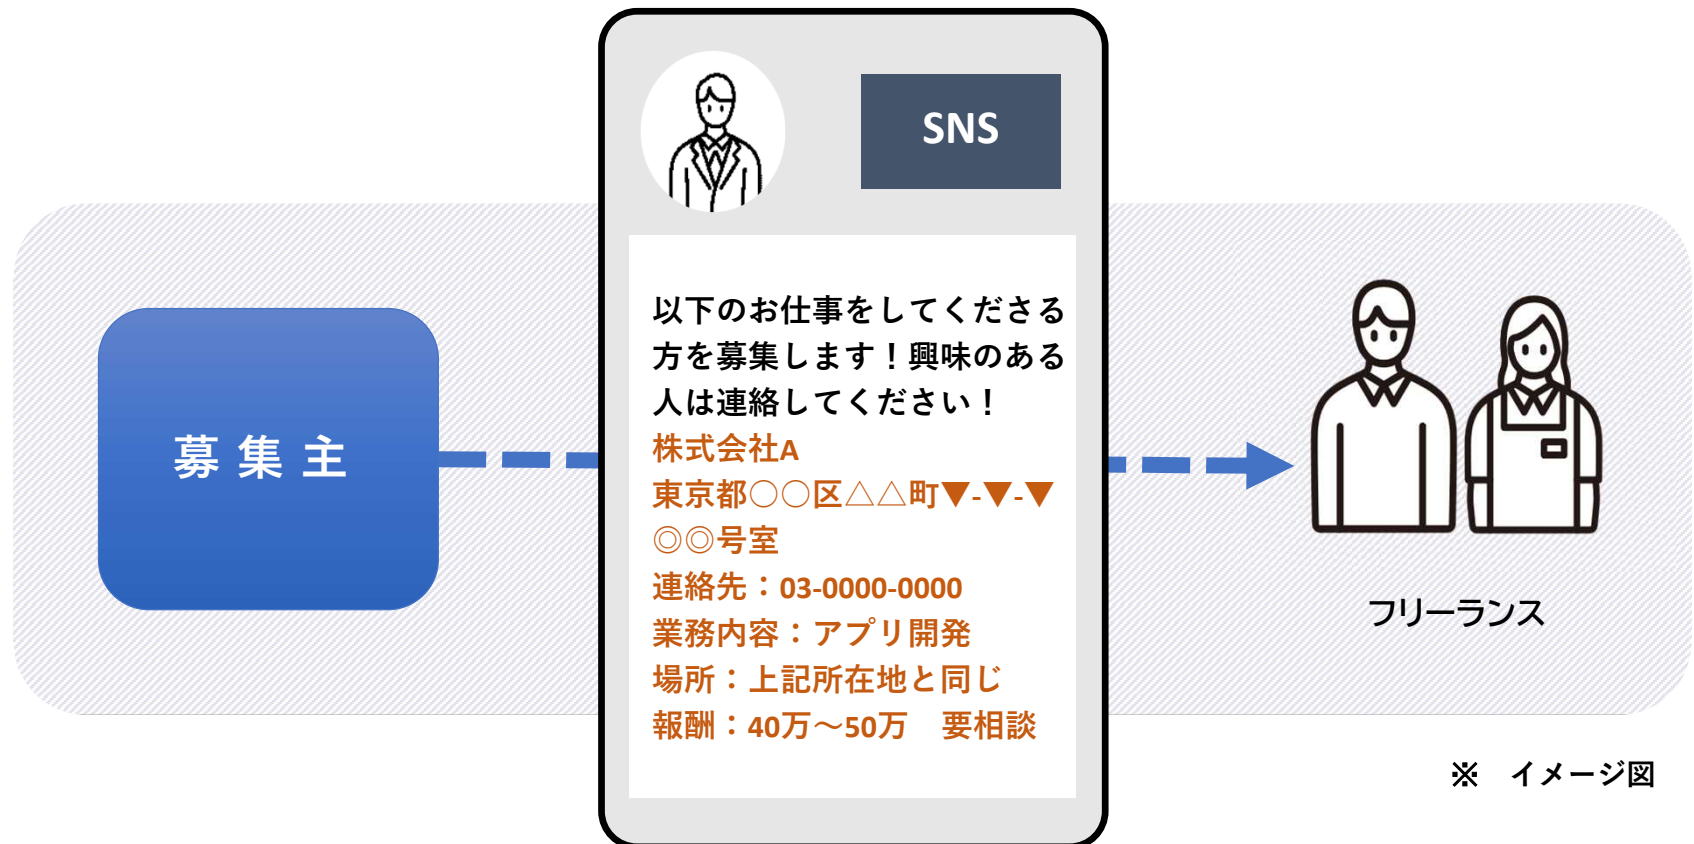 SNS
以下のお仕事をしてくださる
方を募集します！興味のある
人は連絡してください！
株式会社A
東京都○○区△△町▼-▼-▼
◎◎号室
連絡先：03-0000-0000
業務内容：アプリ開発
場所：上記所在地と同じ
報酬：40万～50万　要相談
募集主
フリーランス
※　イメージ図